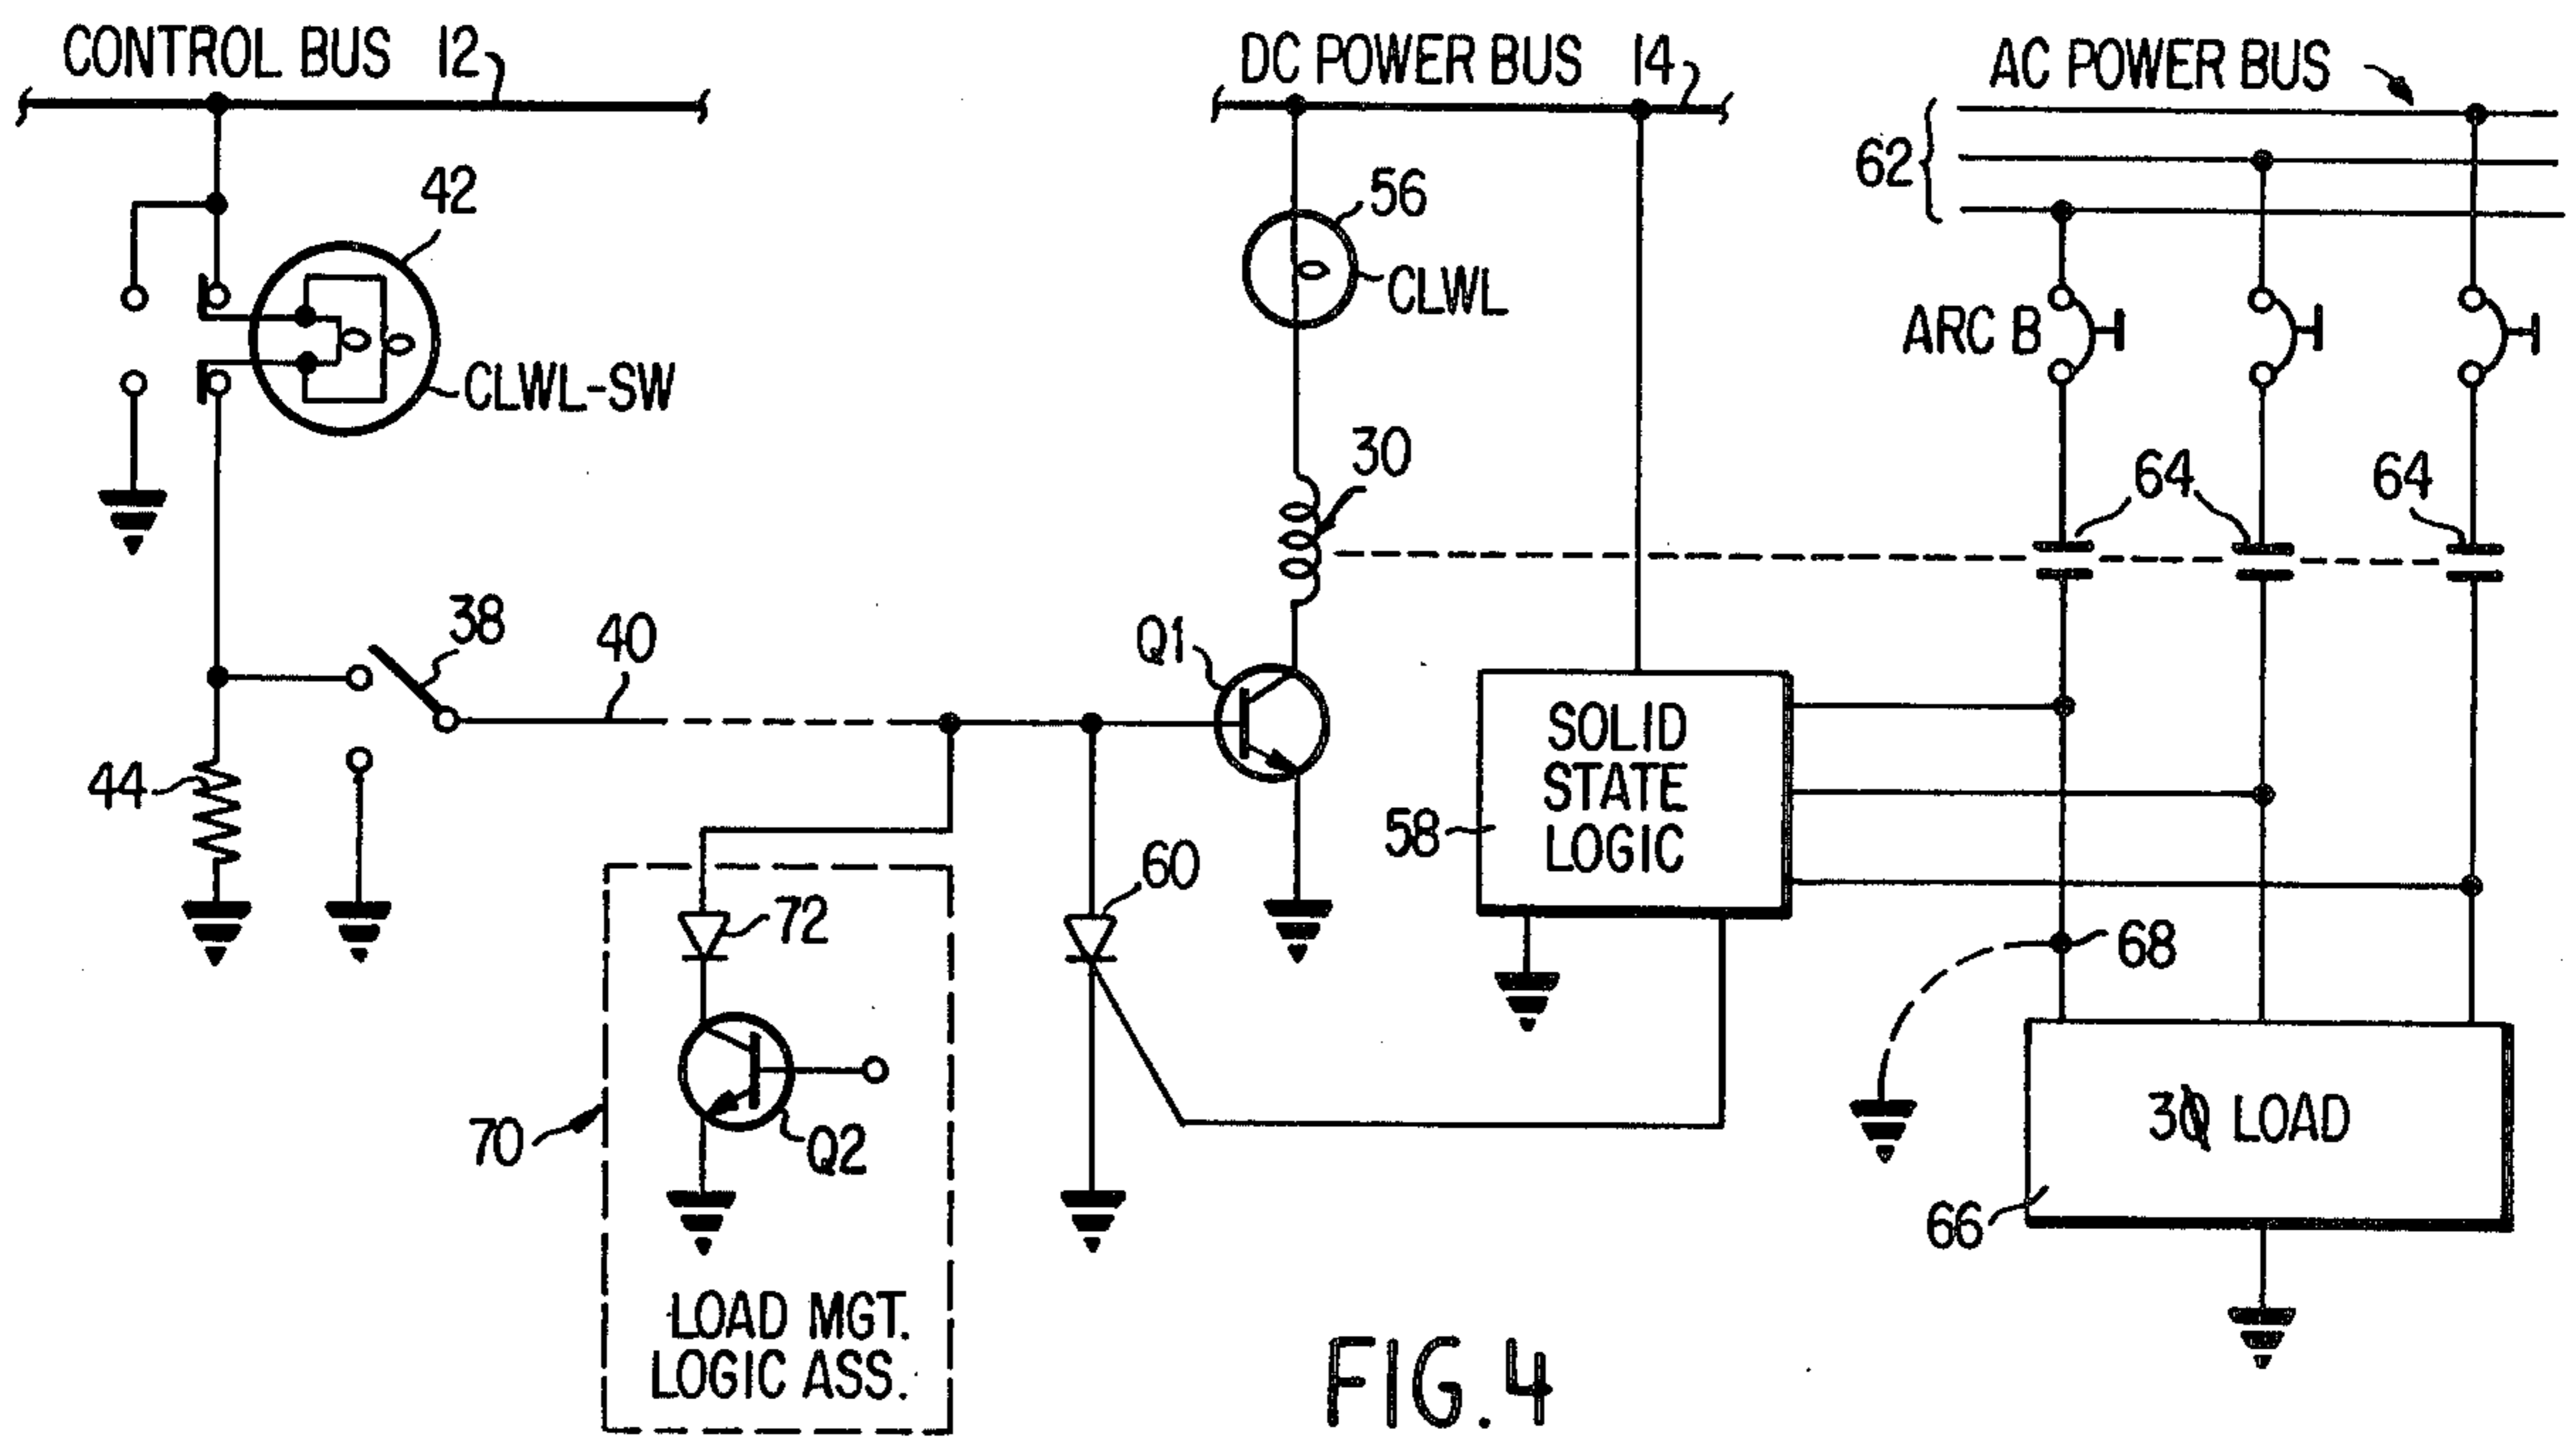 CONTROL BUS 12
DC POWER BUS 14
AC POWER BUS
62
42
56
CLWL
ARC B
CLWL-SW
30
64
64
38
40
Q1
44
SOLID
STATE
LOGIC
58
60
72
68
70
Q2
3φ LOAD
66
LOAD MGT.
LOGIC ASS.
FIG. 4